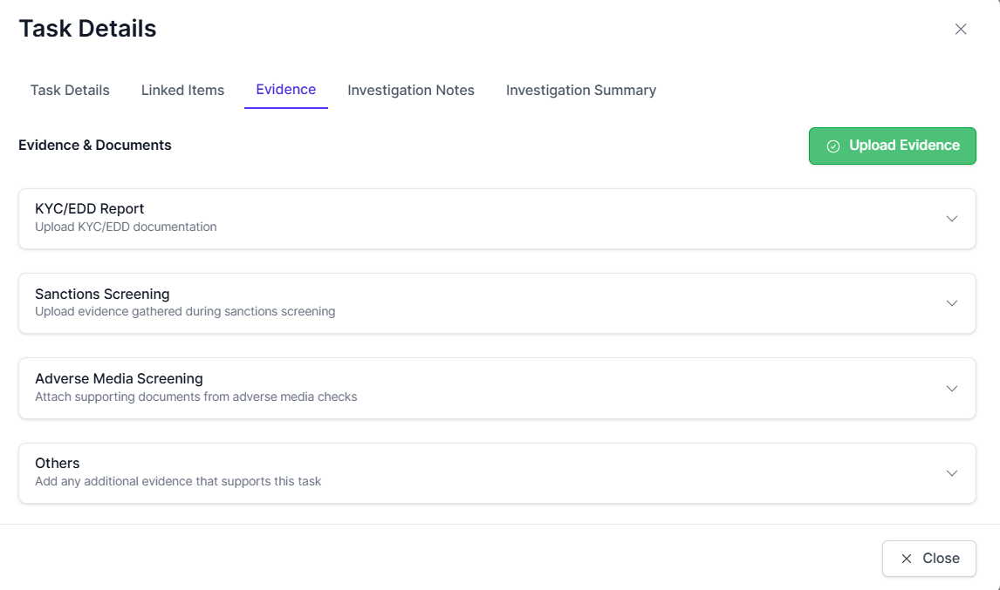 Task Details
Task Details
Linked Items
Evidence
Investigation Notes
Investigation Summary
Evidence & Documents
Upload Evidence
KYC/EDD Report
Upload KYC/EDD documentation
Sanctions Screening
Upload evidence gathered during sanctions screening
Adverse Media Screening
Attach supporting documents from adverse media checks
Others
Add any additional evidence that supports this task
Close